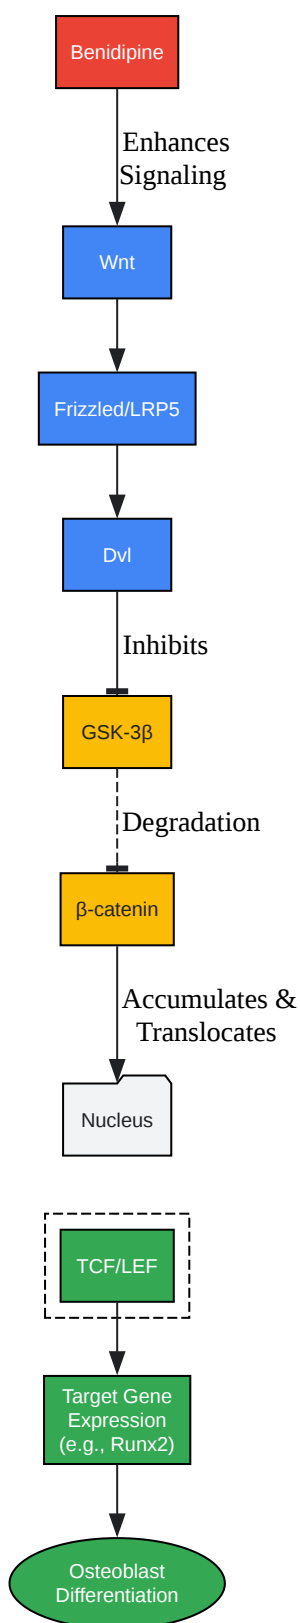 Benidipine
Enhances
Signaling
Wnt
Frizzled/LRP5
Dvl
Inhibits
GSK-3β
Degradation
β-catenin
Accumulates &
Translocates
Nucleus
TCF/LEF
Target Gene
Expression
(e.g., Runx2)
Osteoblast
Differentiation